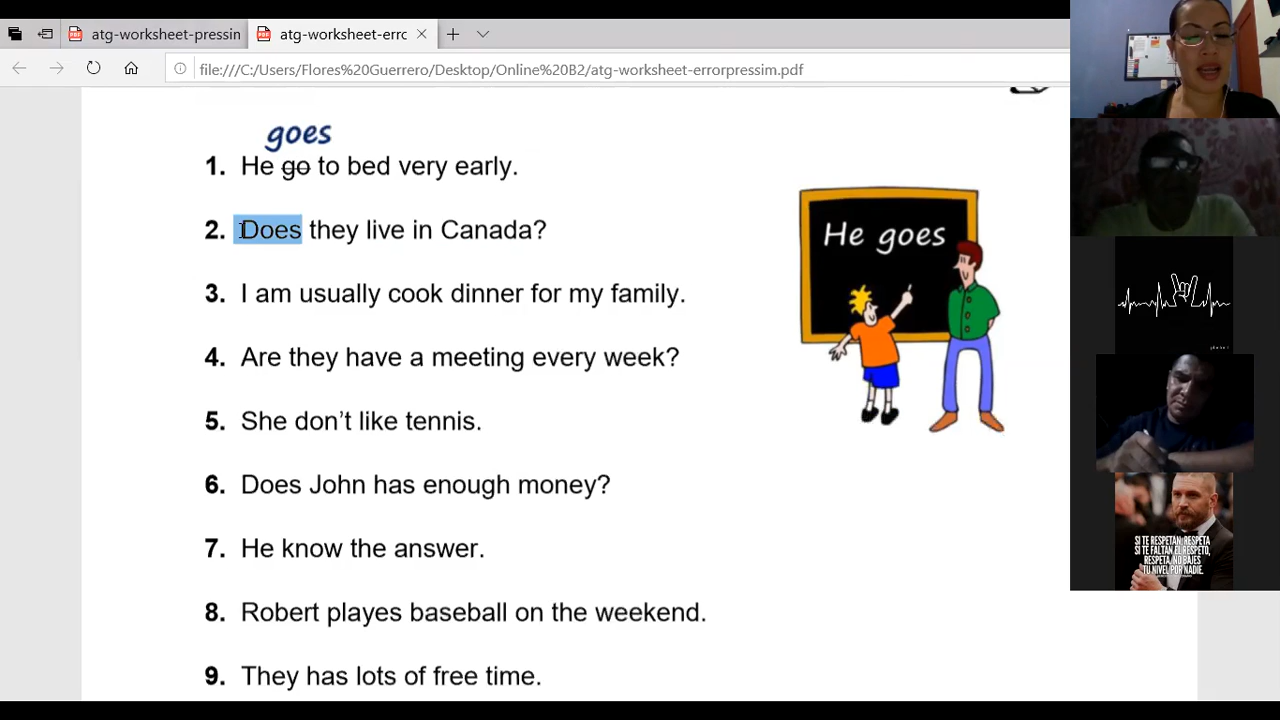 atg-worksheet-pressin
atg-worksheet-erro
file:///C:/Users/Flores%20Guerrero/Desktop/Online%20B2/atg-worksheet-errorpressim.pdf
goes
1. He go to bed very early.
2. Does they live in Canada?
3. I am usually cook dinner for my family.
4. Are they have a meeting every week?
5. She don't like tennis.
6. Does John has enough money?
7. He know the answer.
8. Robert playes baseball on the weekend.
9. They has lots of free time.
He goes
SI TE RESPETAN, RESPETA
SI TE FALTAN EL RESPETO,
RESPETA, NO BAJES
TU NIVEL POR NADIE.